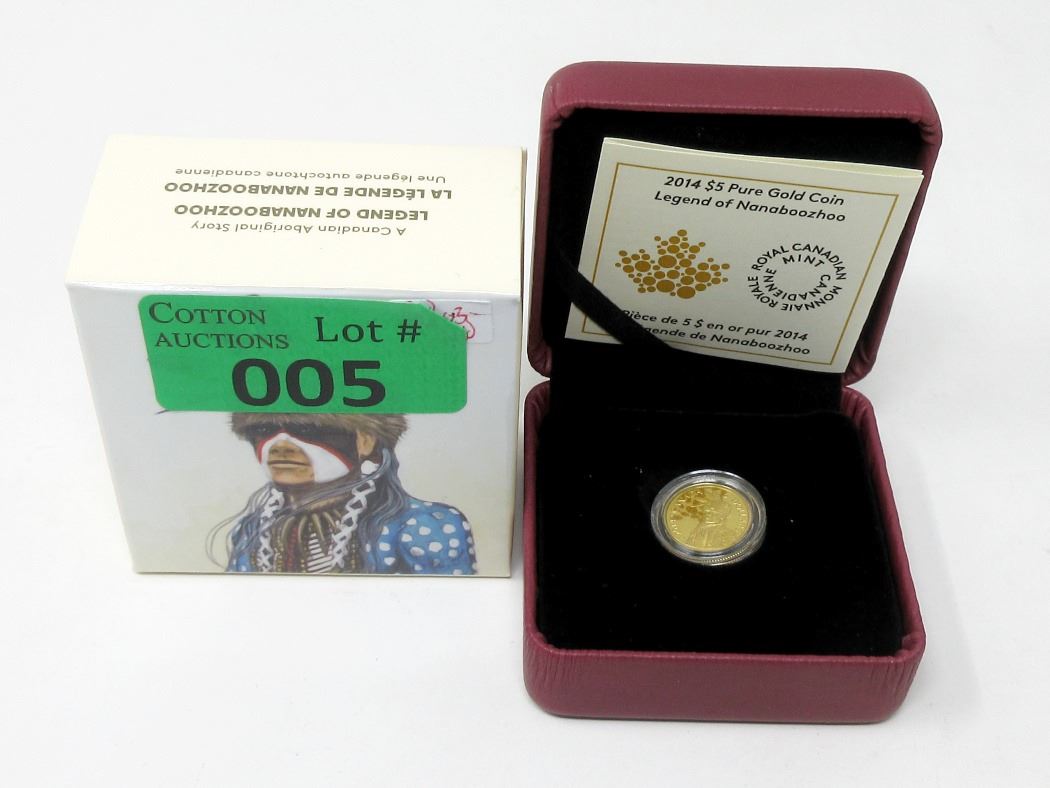 A Canadian Aboriginal Story
LEGEND OF NANABOOZHOO
LA LÉGENDE DE NANABOOZHOO
Une légende autochtone canadienne
COTTON
AUCTIONS
Lot #
005
2014 $5 Pure Gold Coin
Legend of Nanaboozhoo
ROYAL CANADIAN MINT
MONNAIE ROYALE CANADIENNE
Pièce de 5 $ en or pur 2014
égende de Nanaboozhoo